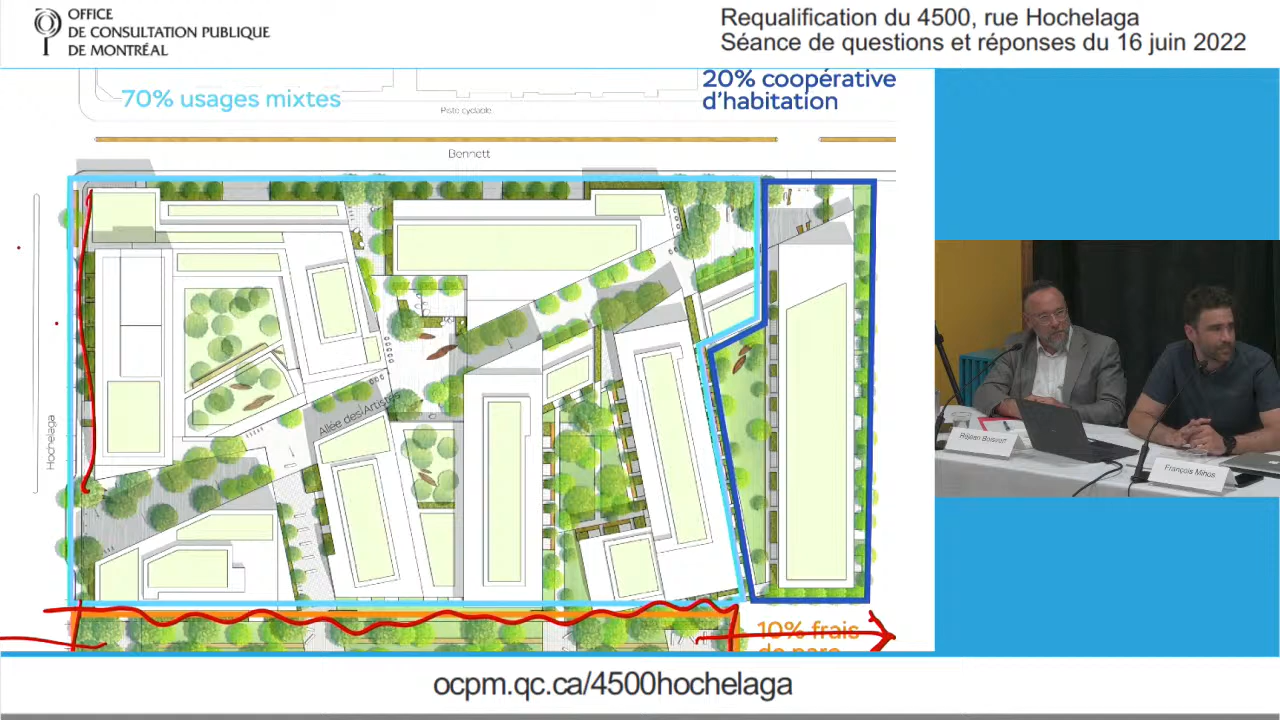 OFFICE
DE CONSULTATION PUBLIQUE
DE MONTRÉAL
Requalification du 4500, rue Hochelaga
Séance de questions et réponses du 16 juin 2022
70% usages mixtes
20% coopérative
d'habitation
Piste cyclable
Bennett
Hochelaga
Allée des Artistes
Réjean Boisvert
François Mihos
10% frais
de parc
ocpm.qc.ca/4500hochelaga